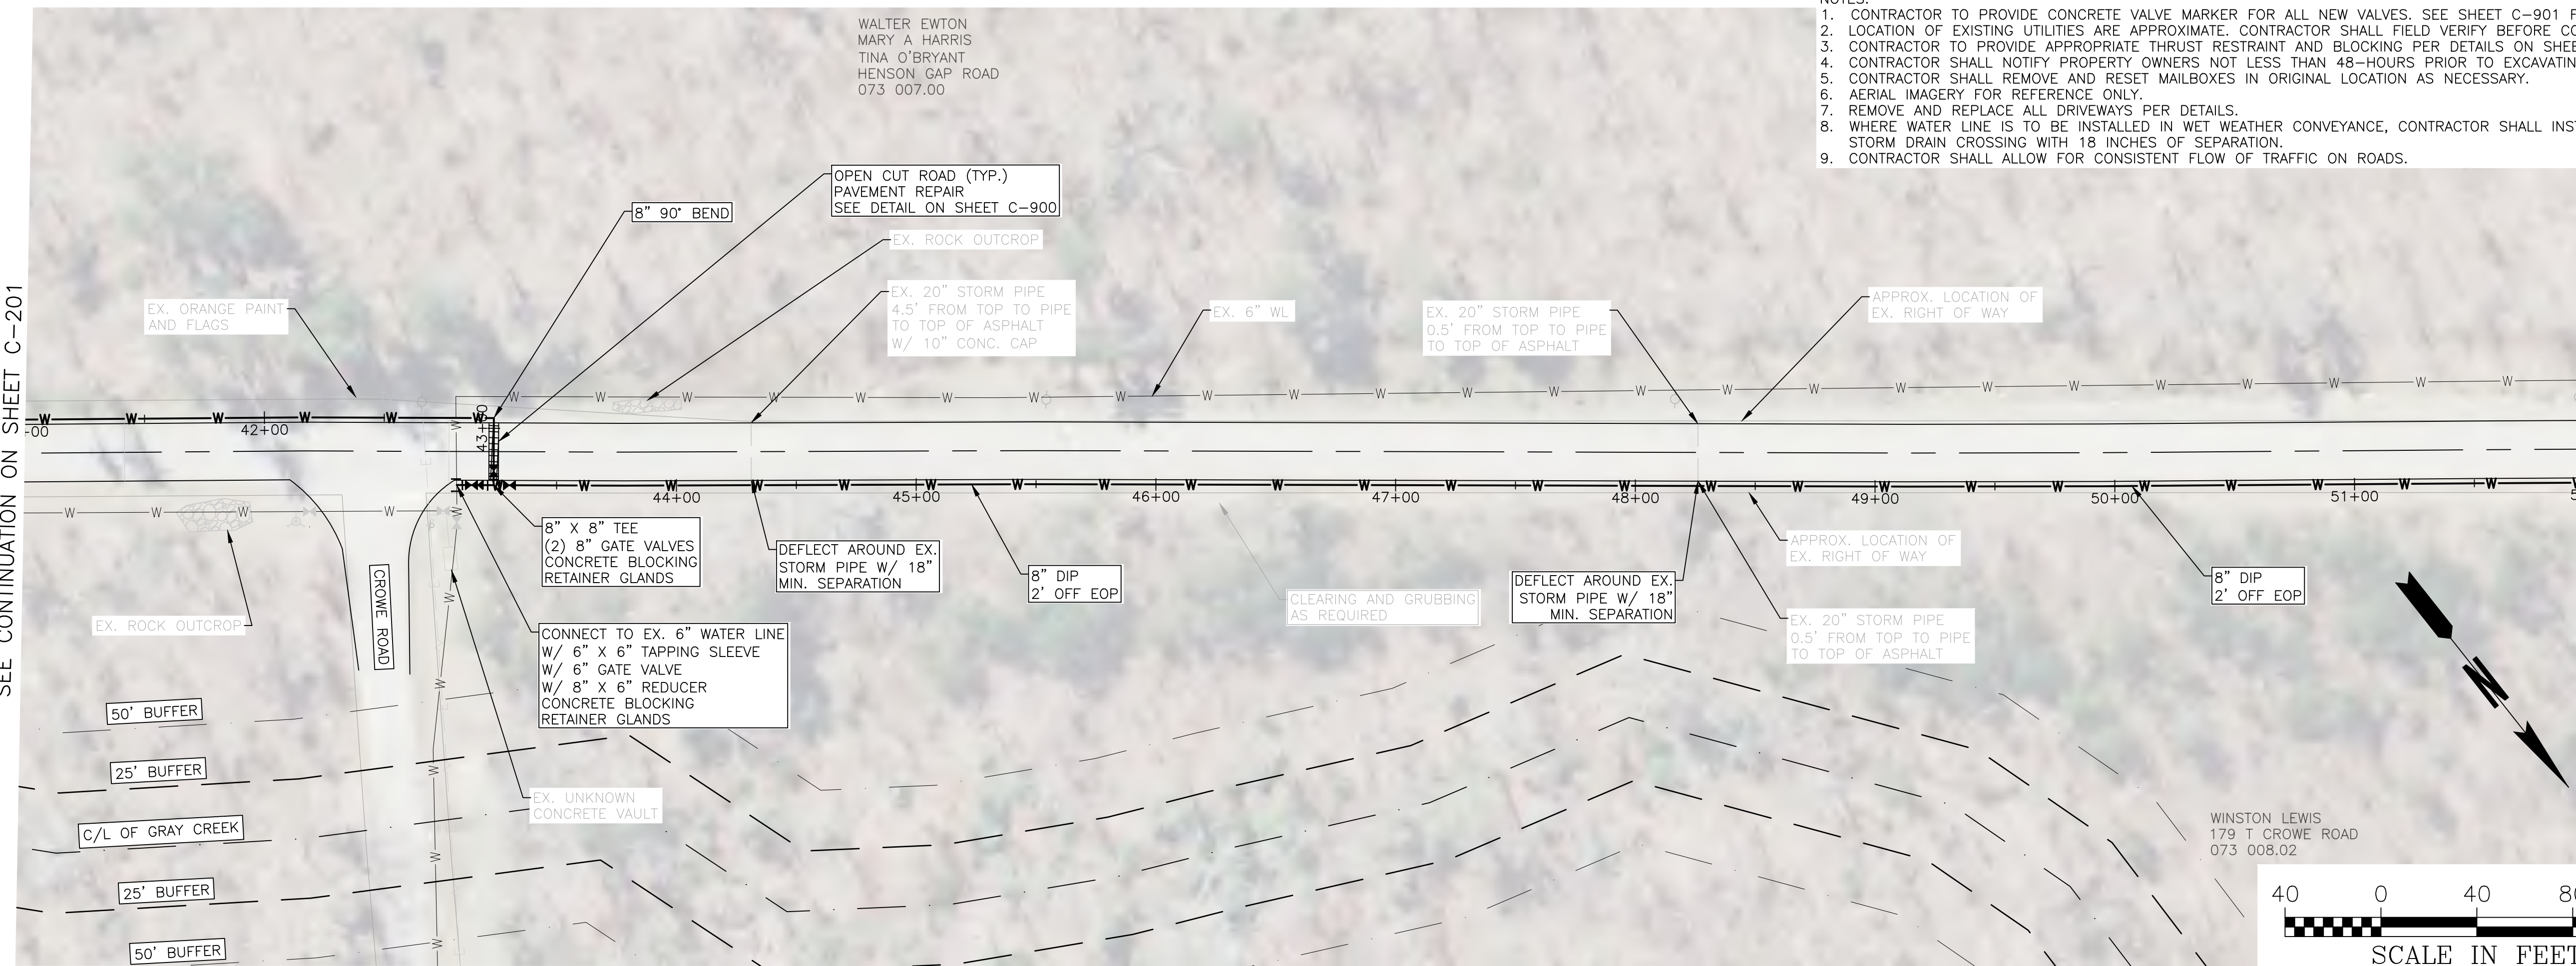 WALTER EWTON
MARY A HARRIS
TINA O'BRYANT
HENSON GAP ROAD
073 007.00
NOTES:
1. CONTRACTOR TO PROVIDE CONCRETE VALVE MARKER FOR ALL NEW VALVES. SEE SHEET C-901
2. LOCATION OF EXISTING UTILITIES ARE APPROXIMATE. CONTRACTOR SHALL FIELD VERIFY BEFORE
3. CONTRACTOR TO PROVIDE APPROPRIATE THRUST RESTRAINT AND BLOCKING PER DETAILS ON
4. CONTRACTOR SHALL NOTIFY PROPERTY OWNERS NOT LESS THAN 48-HOURS PRIOR TO
5. CONTRACTOR SHALL REMOVE AND RESET MAILBOXES IN ORIGINAL LOCATION AS NECESSARY.
6. AERIAL IMAGERY FOR REFERENCE ONLY.
7. REMOVE AND REPLACE ALL DRIVEWAYS PER DETAILS.
8. WHERE WATER LINE IS TO BE INSTALLED IN WET WEATHER CONVEYANCE, CONTRACTOR SHALL
STORM DRAIN CROSSING WITH 18 INCHES OF SEPARATION.
9. CONTRACTOR SHALL ALLOW FOR CONSISTENT FLOW OF TRAFFIC ON ROADS.
OPEN CUT ROAD (TYP.)
PAVEMENT REPAIR
SEE DETAIL ON SHEET C-900
8" 90° BEND
EX. ROCK OUTCROP
EX. 20" STORM PIPE
4.5' FROM TOP TO PIPE
TO TOP OF ASPHALT
W/ 10" CONC. CAP
EX. ORANGE PAINT
AND FLAGS
EX. 6" WL
EX. 20" STORM PIPE
0.5' FROM TOP TO PIPE
TO TOP OF ASPHALT
APPROX. LOCATION OF
EX. RIGHT OF WAY
SEE CONTINUATION ON SHEET C-201
42+00
43+00
44+00
45+00
46+00
47+00
48+00
49+00
50+00
51+00
8" X 8" TEE
(2) 8" GATE VALVES
CONCRETE BLOCKING
RETAINER GLANDS
DEFLECT AROUND EX.
STORM PIPE W/ 18"
MIN. SEPARATION
8" DIP
2' OFF EOP
CLEARING AND GRUBBING
AS REQUIRED
DEFLECT AROUND EX.
STORM PIPE W/ 18"
MIN. SEPARATION
APPROX. LOCATION OF
EX. RIGHT OF WAY
EX. 20" STORM PIPE
0.5' FROM TOP TO PIPE
TO TOP OF ASPHALT
8" DIP
2' OFF EOP
EX. ROCK OUTCROP
CROWE ROAD
CONNECT TO EX. 6" WATER LINE
W/ 6" X 6" TAPPING SLEEVE
W/ 6" GATE VALVE
W/ 8" X 6" REDUCER
CONCRETE BLOCKING
RETAINER GLANDS
EX. UNKNOWN
CONCRETE VAULT
50' BUFFER
25' BUFFER
C/L OF GRAY CREEK
25' BUFFER
50' BUFFER
WINSTON LEWIS
179 T CROWE ROAD
073 008.02
N
40 0 40
SCALE IN FEET